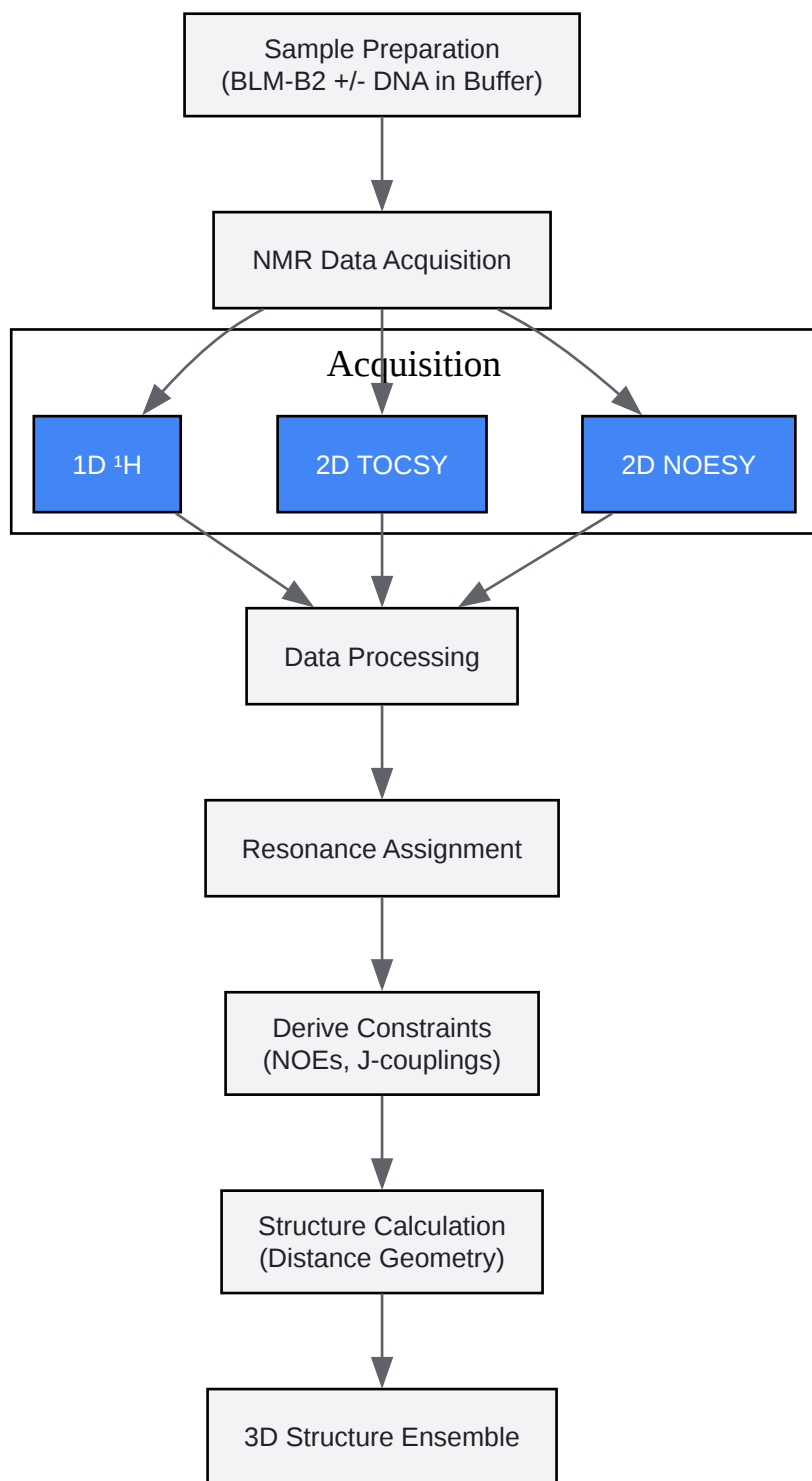 Sample Preparation
(BLM-B2 +/- DNA in Buffer)
NMR Data Acquisition
Acquisition
1D ¹H
2D TOCSY
2D NOESY
Data Processing
Resonance Assignment
Derive Constraints
(NOEs, J-couplings)
Structure Calculation
(Distance Geometry)
3D Structure Ensemble